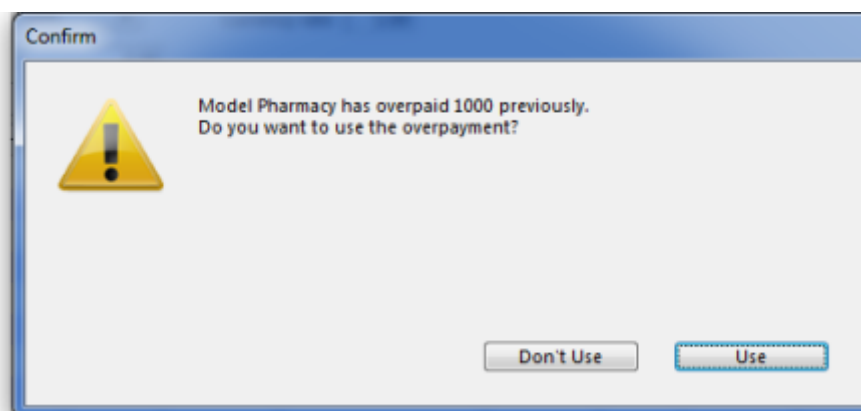 Confirm
Model Pharmacy has overpaid 1000 previously.
Do you want to use the overpayment?
Don't Use
Use